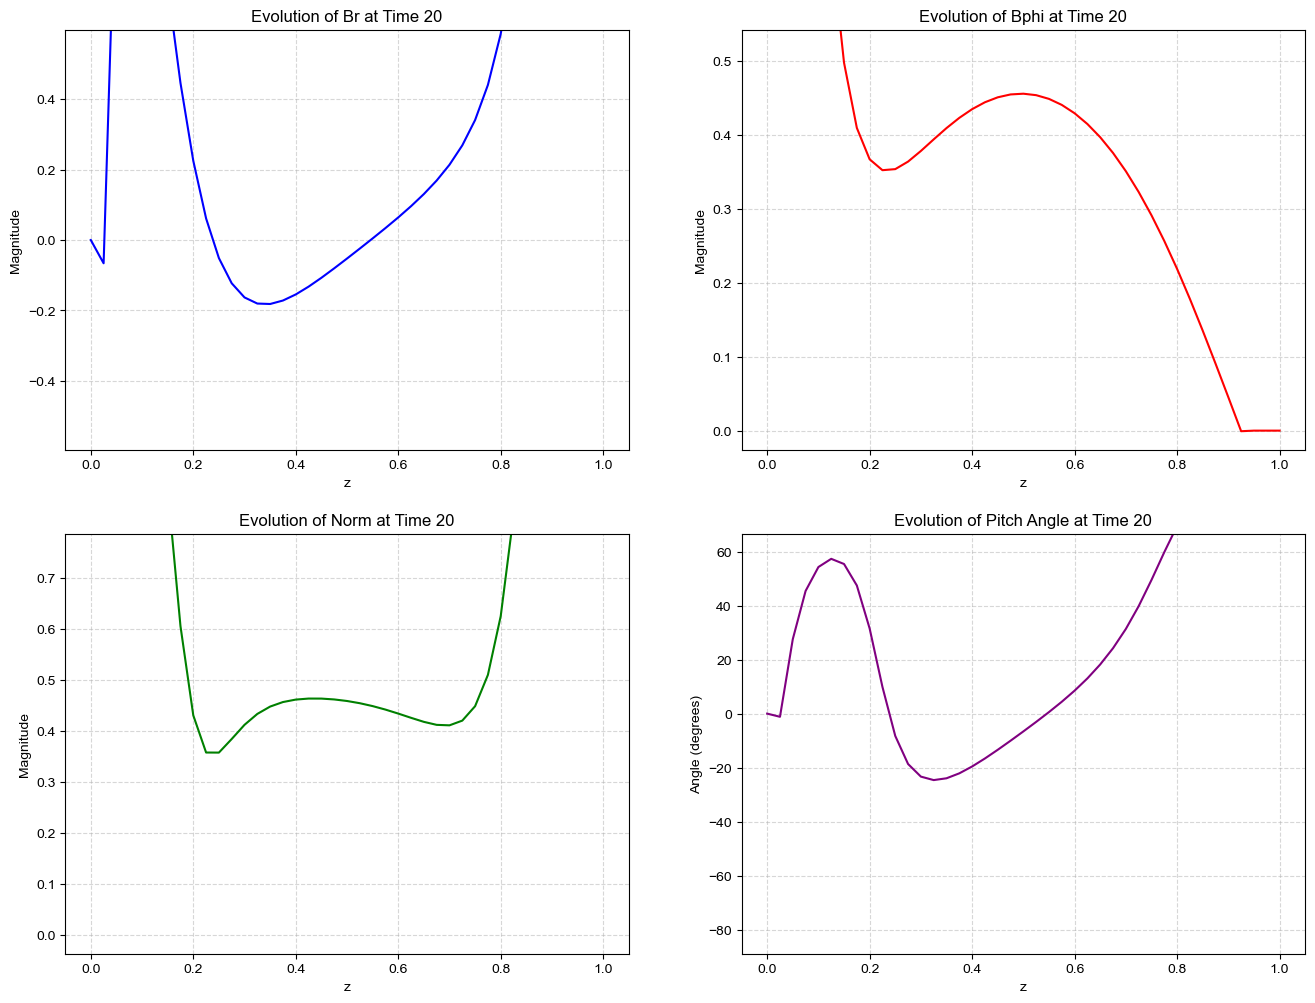 Evolution of Br at Time 20
Magnitude
0.4
0.2
0.0
−0.2
−0.4
0.0 0.2 0.4 0.6 0.8 1.0
z
Evolution of Bphi at Time 20
Magnitude
0.5
0.4
0.3
0.2
0.1
0.0
0.0 0.2 0.4 0.6 0.8 1.0
z
Evolution of Norm at Time 20
Magnitude
0.7
0.6
0.5
0.4
0.3
0.2
0.1
0.0
0.0 0.2 0.4 0.6 0.8 1.0
z
Evolution of Pitch Angle at Time 20
Angle (degrees)
60
40
20
0
−20
−40
−60
−80
0.0 0.2 0.4 0.6 0.8 1.0
z